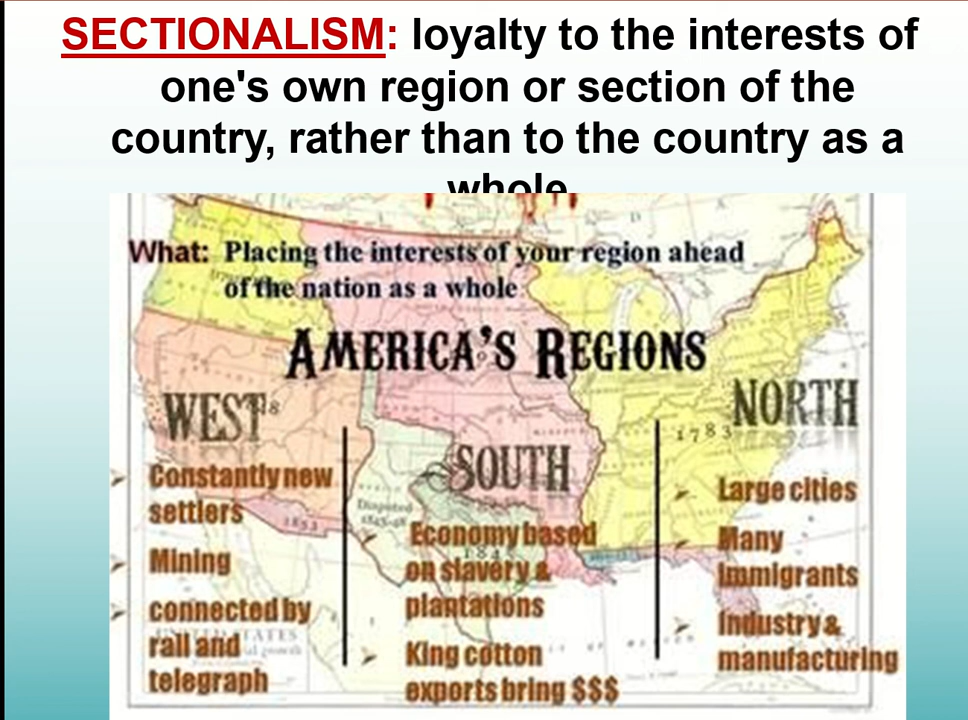 SECTIONALISM: loyalty to the interests of
one's own region or section of the
country, rather than to the country as a
whole
What: Placing the interests of your region ahead
of the nation as a whole
AMERICA'S REGIONS
WEST
Constantly new
settlers
Mining
connected by
rail and
telegraph
SOUTH
Economy based
on slavery &
plantations
King cotton
exports bring $$$
NORTH
1783
Large cities
Many
Immigrants
Industry &
manufacturing
1853
Disputed